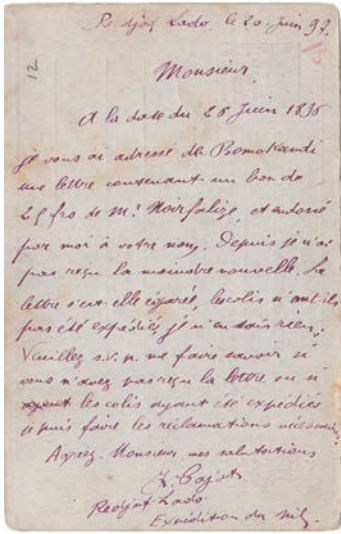 Redjaf Lado, le 20 Juin 97.
12
Monsieur
A la date du 26 Juin 1896
je vous ai adressé de Bomokandi
une lettre contenant un bon de
25 frs de Mr Noirfalize, et endossé
par moi à votre nom. Depuis je n'ai
pas reçu la moindre nouvelle. La
lettre s'est elle égarée, les colis n'ont ils
pas été expédiés, je n'en sais rien.
Veuillez s.v.p. me faire savoir si
vous n'avez pas reçu la lettre ou si
les colis ayant été expédiés
je puis faire les réclamations nécessaires.
Agréez, Monsieur, mes salutations
Cajot
Redjaf Lado
Expédition du Nil.